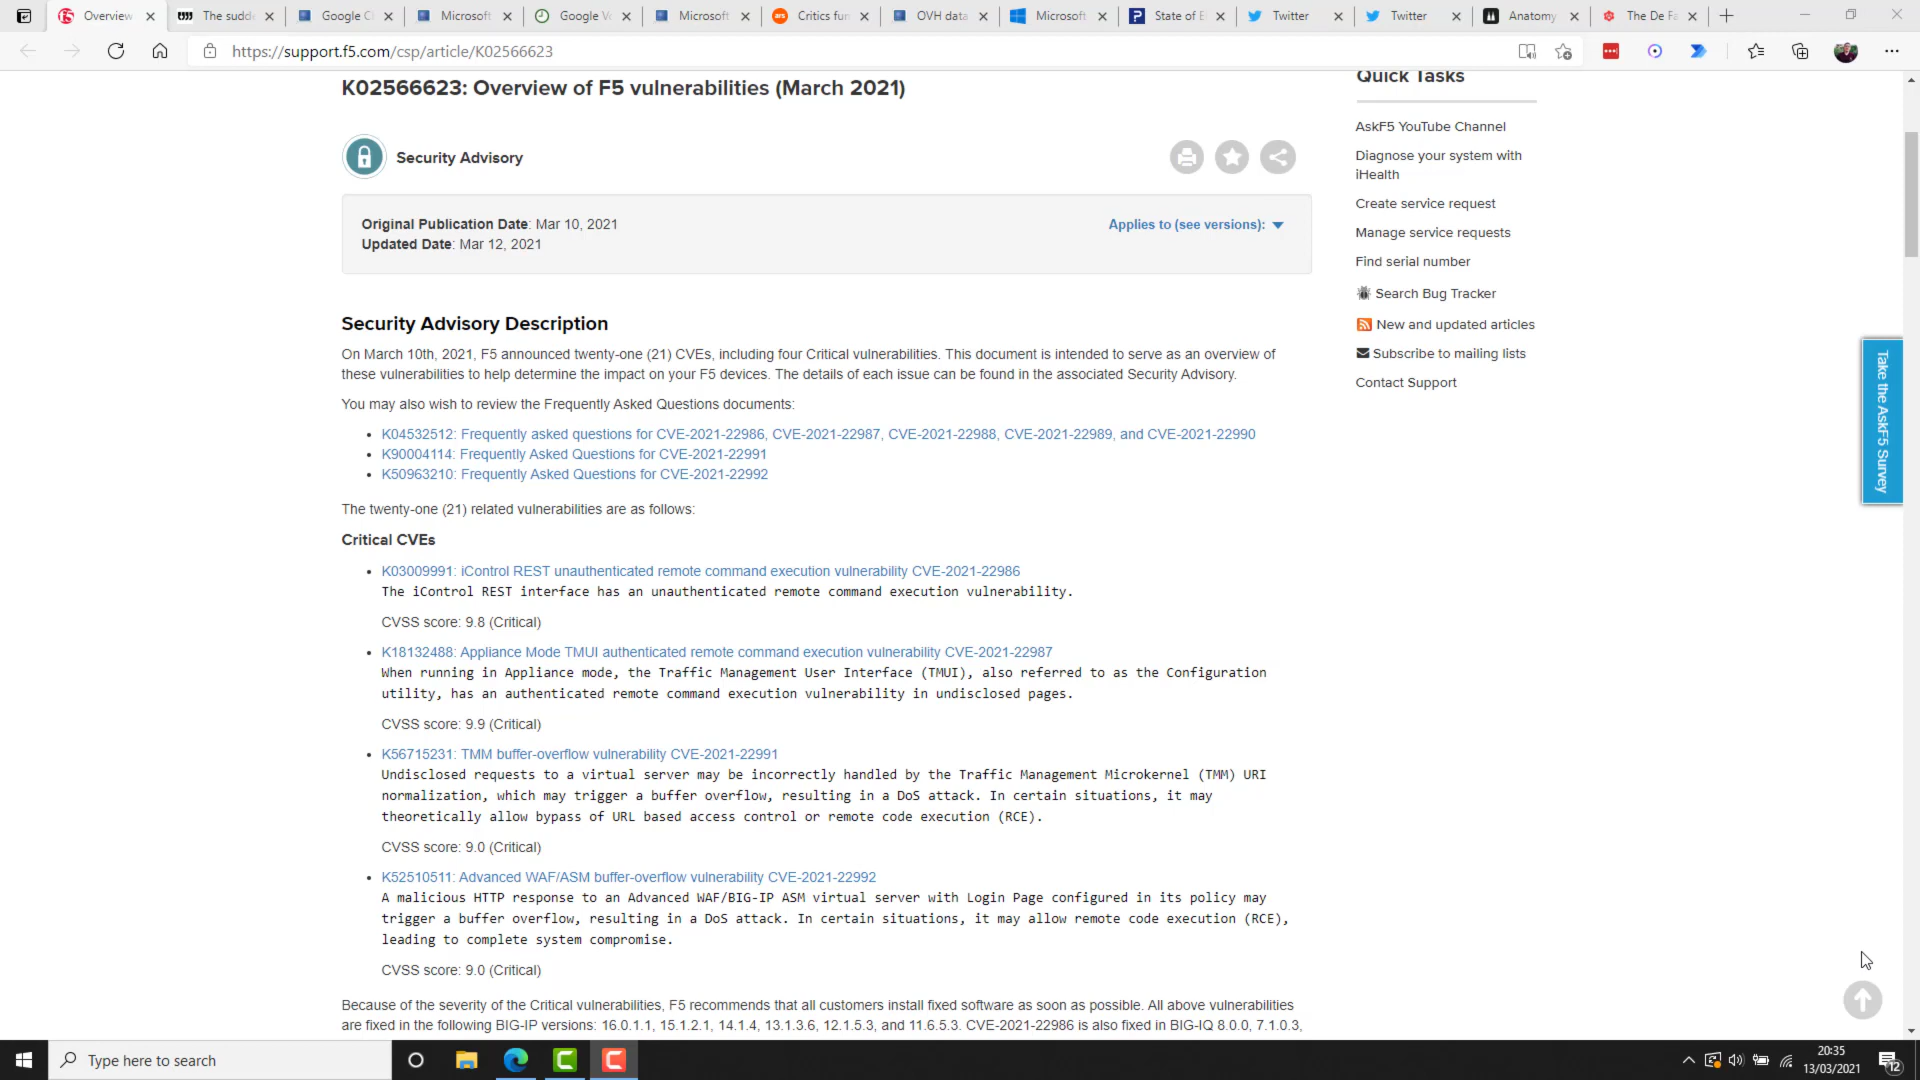 Overview
The sudd
Google C
Microsoft
Google V
Microsoft
ars
Critics fum
OVH data
Microsoft
State of E
Twitter
Twitter
Anatomy
The De Fa
https://support.f5.com/csp/article/K02566623
K02566623: Overview of F5 vulnerabilities (March 2021)
Security Advisory
Original Publication Date: Mar 10, 2021
Updated Date: Mar 12, 2021
Applies to (see versions):
Security Advisory Description
On March 10th, 2021, F5 announced twenty-one (21) CVEs, including four Critical vulnerabilities. This document is intended to serve as an overview of
these vulnerabilities to help determine the impact on your F5 devices. The details of each issue can be found in the associated Security Advisory.
You may also wish to review the Frequently Asked Questions documents:
• K04532512: Frequently asked questions for CVE-2021-22986, CVE-2021-22987, CVE-2021-22988, CVE-2021-22989, and CVE-2021-22990
• K90004114: Frequently Asked Questions for CVE-2021-22991
• K50963210: Frequently Asked Questions for CVE-2021-22992
The twenty-one (21) related vulnerabilities are as follows:
Critical CVEs
• K03009991: iControl REST unauthenticated remote command execution vulnerability CVE-2021-22986
The iControl REST interface has an unauthenticated remote command execution vulnerability.
CVSS score: 9.8 (Critical)
• K18132488: Appliance Mode TMUI authenticated remote command execution vulnerability CVE-2021-22987
When running in Appliance mode, the Traffic Management User Interface (TMUI), also referred to as the Configuration
utility, has an authenticated remote command execution vulnerability in undisclosed pages.
CVSS score: 9.9 (Critical)
• K56715231: TMM buffer-overflow vulnerability CVE-2021-22991
Undisclosed requests to a virtual server may be incorrectly handled by the Traffic Management Microkernel (TMM) URI
normalization, which may trigger a buffer overflow, resulting in a DoS attack. In certain situations, it may
theoretically allow bypass of URL based access control or remote code execution (RCE).
CVSS score: 9.0 (Critical)
• K52510511: Advanced WAF/ASM buffer-overflow vulnerability CVE-2021-22992
A malicious HTTP response to an Advanced WAF/BIG-IP ASM virtual server with Login Page configured in its policy may
trigger a buffer overflow, resulting in a DoS attack. In certain situations, it may allow remote code execution (RCE),
leading to complete system compromise.
CVSS score: 9.0 (Critical)
Because of the severity of the Critical vulnerabilities, F5 recommends that all customers install fixed software as soon as possible. All above vulnerabilities
are fixed in the following BIG-IP versions: 16.0.1.1, 15.1.2.1, 14.1.4, 13.1.3.6, 12.1.5.3, and 11.6.5.3. CVE-2021-22986 is also fixed in BIG-IQ 8.0.0, 7.1.0.3,
Quick Tasks
AskF5 YouTube Channel
Diagnose your system with
iHealth
Create service request
Manage service requests
Find serial number
Search Bug Tracker
New and updated articles
Subscribe to mailing lists
Contact Support
Take the AskF5 Survey
Type here to search
20:35
13/03/2021
12